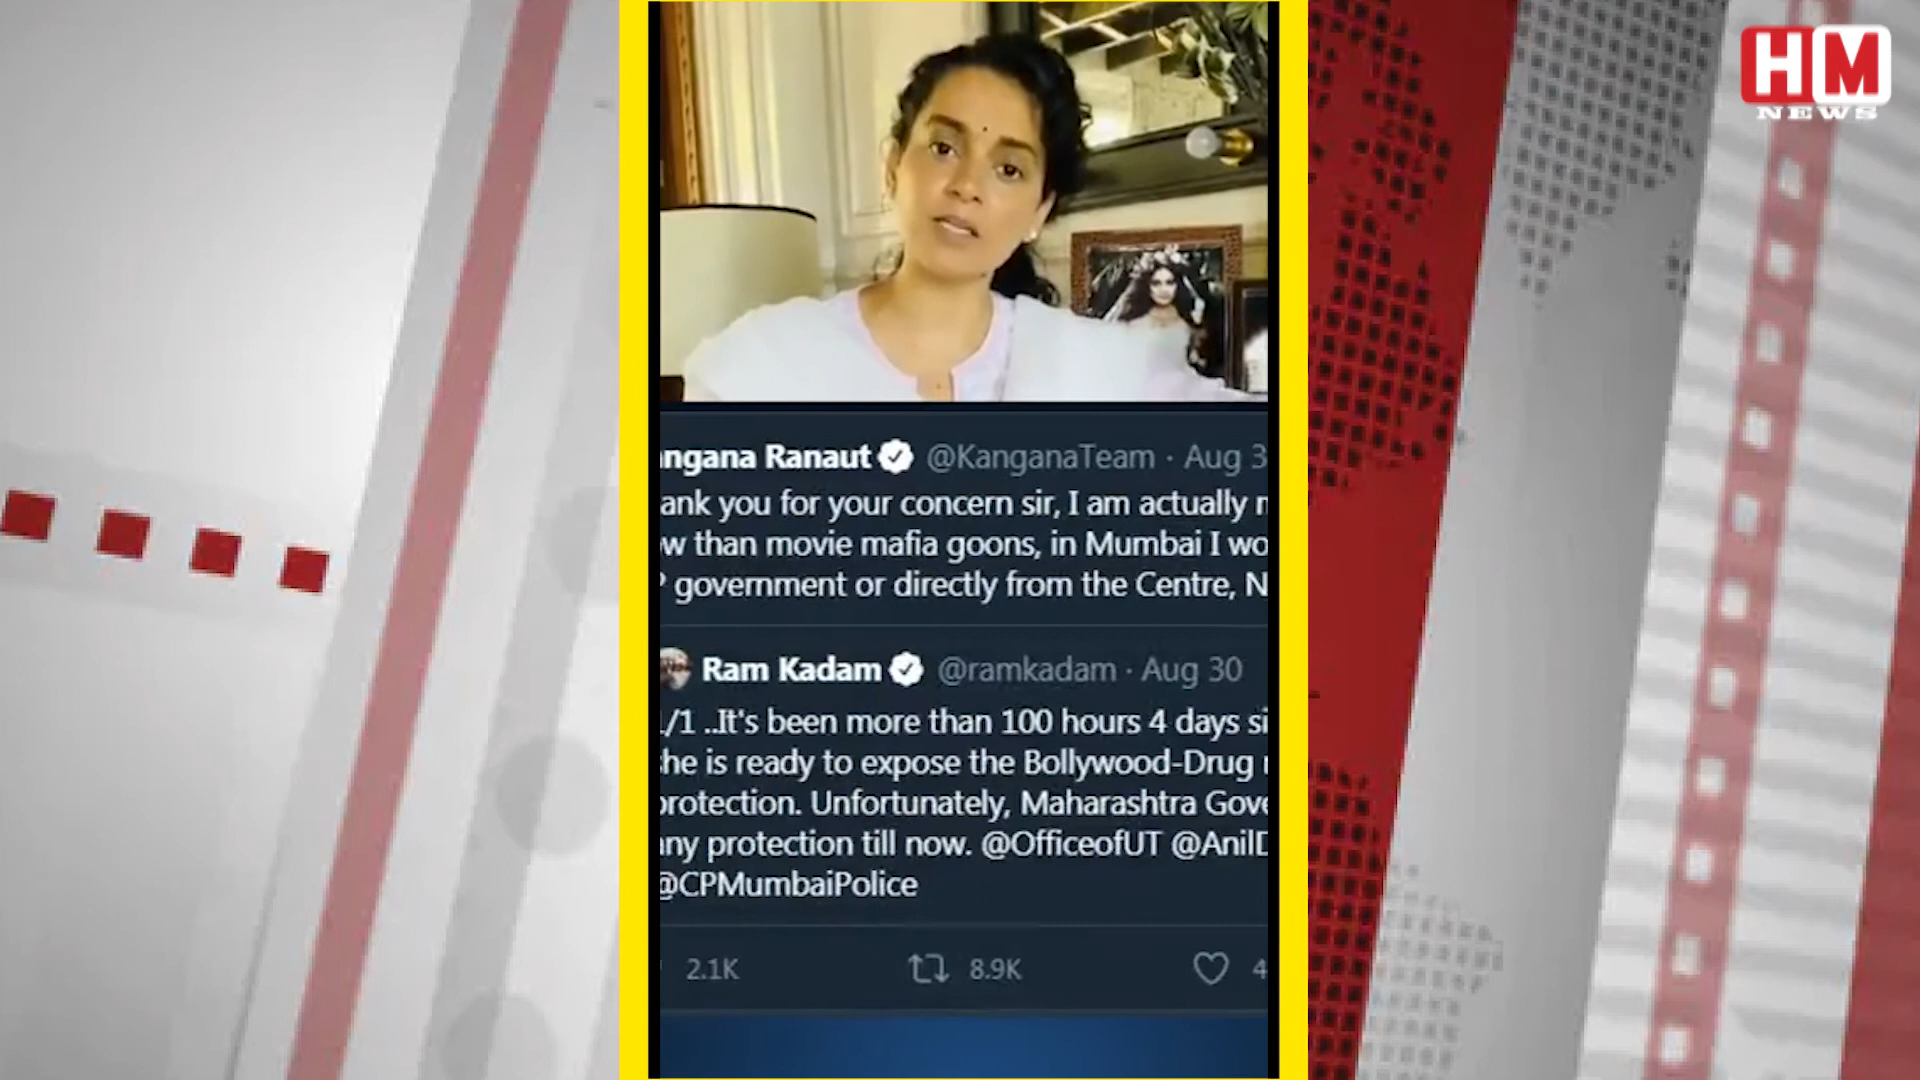 HM
NEWS
ngana Ranaut @KanganaTeam · Aug 3
ank you for your concern sir, I am actually
w than movie mafia goons, in Mumbai I wo
government or directly from the Centre, N
Ram Kadam @ramkadam · Aug 30
/1 ..It's been more than 100 hours 4 days si
he is ready to expose the Bollywood-Drug
protection. Unfortunately, Maharashtra Gove
any protection till now. @OfficeofUT @AnilD
@CPMumbaiPolice
2.1K 8.9K 4